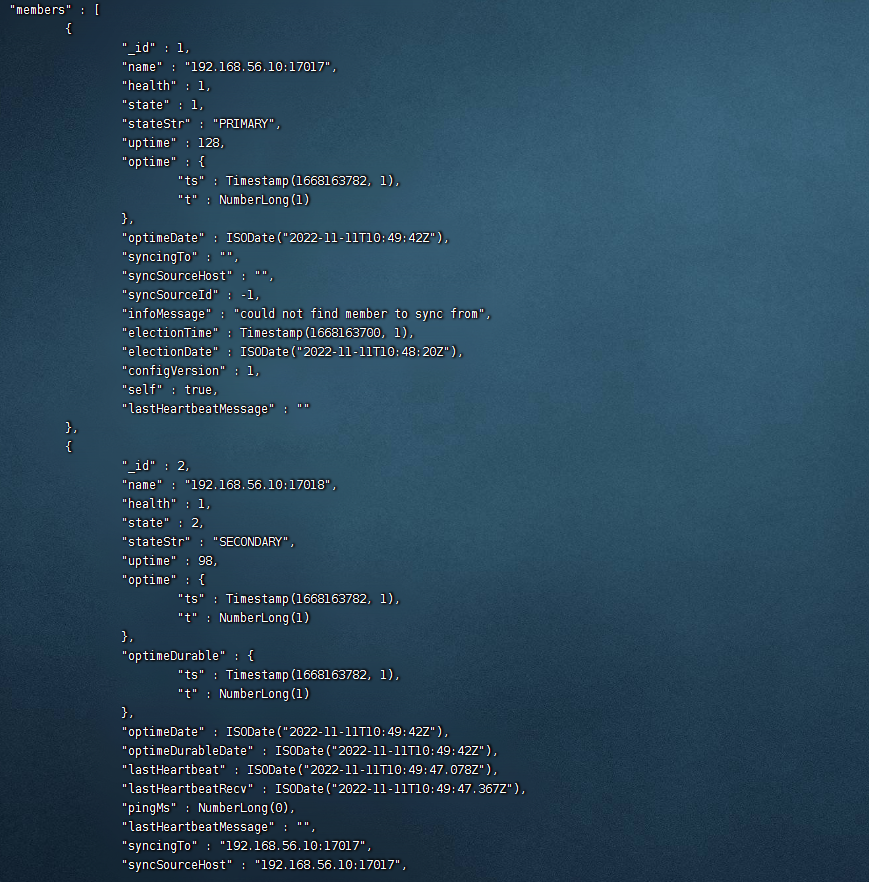 "members" : [
{
"_id" : 1,
"name" : "192.168.56.10:17017",
"health" : 1,
"state" : 1,
"stateStr" : "PRIMARY",
"uptime" : 128,
"optime" : {
"ts" : Timestamp(1668163782, 1),
"t" : NumberLong(1)
},
"optimeDate" : ISODate("2022-11-11T10:49:42Z"),
"syncingTo" : "",
"syncSourceHost" : "",
"syncSourceId" : -1,
"infoMessage" : "could not find member to sync from",
"electionTime" : Timestamp(1668163700, 1),
"electionDate" : ISODate("2022-11-11T10:48:20Z"),
"configVersion" : 1,
"self" : true,
"lastHeartbeatMessage" : ""
},
{
"_id" : 2,
"name" : "192.168.56.10:17018",
"health" : 1,
"state" : 2,
"stateStr" : "SECONDARY",
"uptime" : 98,
"optime" : {
"ts" : Timestamp(1668163782, 1),
"t" : NumberLong(1)
},
"optimeDurable" : {
"ts" : Timestamp(1668163782, 1),
"t" : NumberLong(1)
},
"optimeDate" : ISODate("2022-11-11T10:49:42Z"),
"optimeDurableDate" : ISODate("2022-11-11T10:49:42Z"),
"lastHeartbeat" : ISODate("2022-11-11T10:49:47.078Z"),
"lastHeartbeatRecv" : ISODate("2022-11-11T10:49:47.367Z"),
"pingMs" : NumberLong(0),
"lastHeartbeatMessage" : "",
"syncingTo" : "192.168.56.10:17017",
"syncSourceHost" : "192.168.56.10:17017",